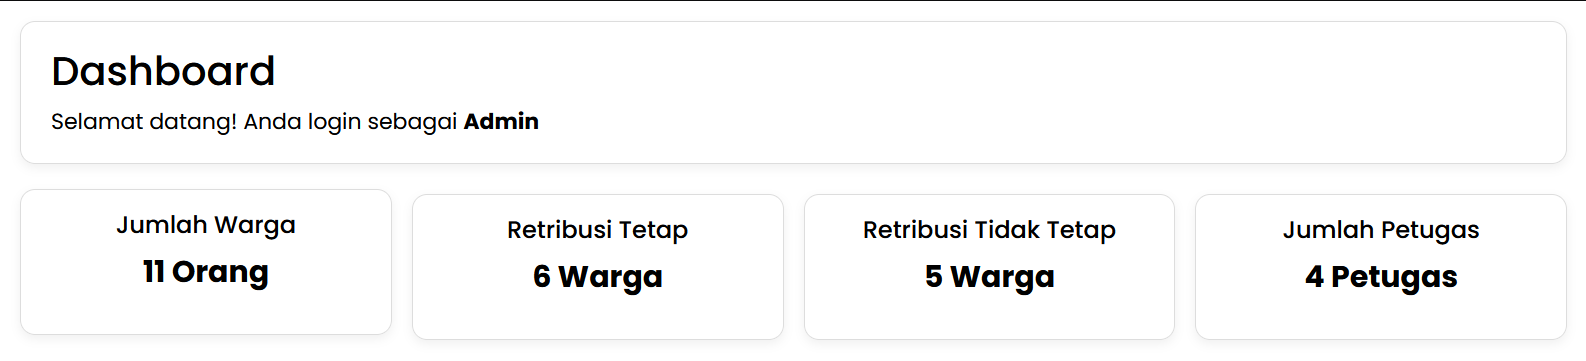 Dashboard
Selamat datang! Anda login sebagai Admin
Jumlah Warga
11 Orang
Retribusi Tetap
6 Warga
Retribusi Tidak Tetap
5 Warga
Jumlah Petugas
4 Petugas